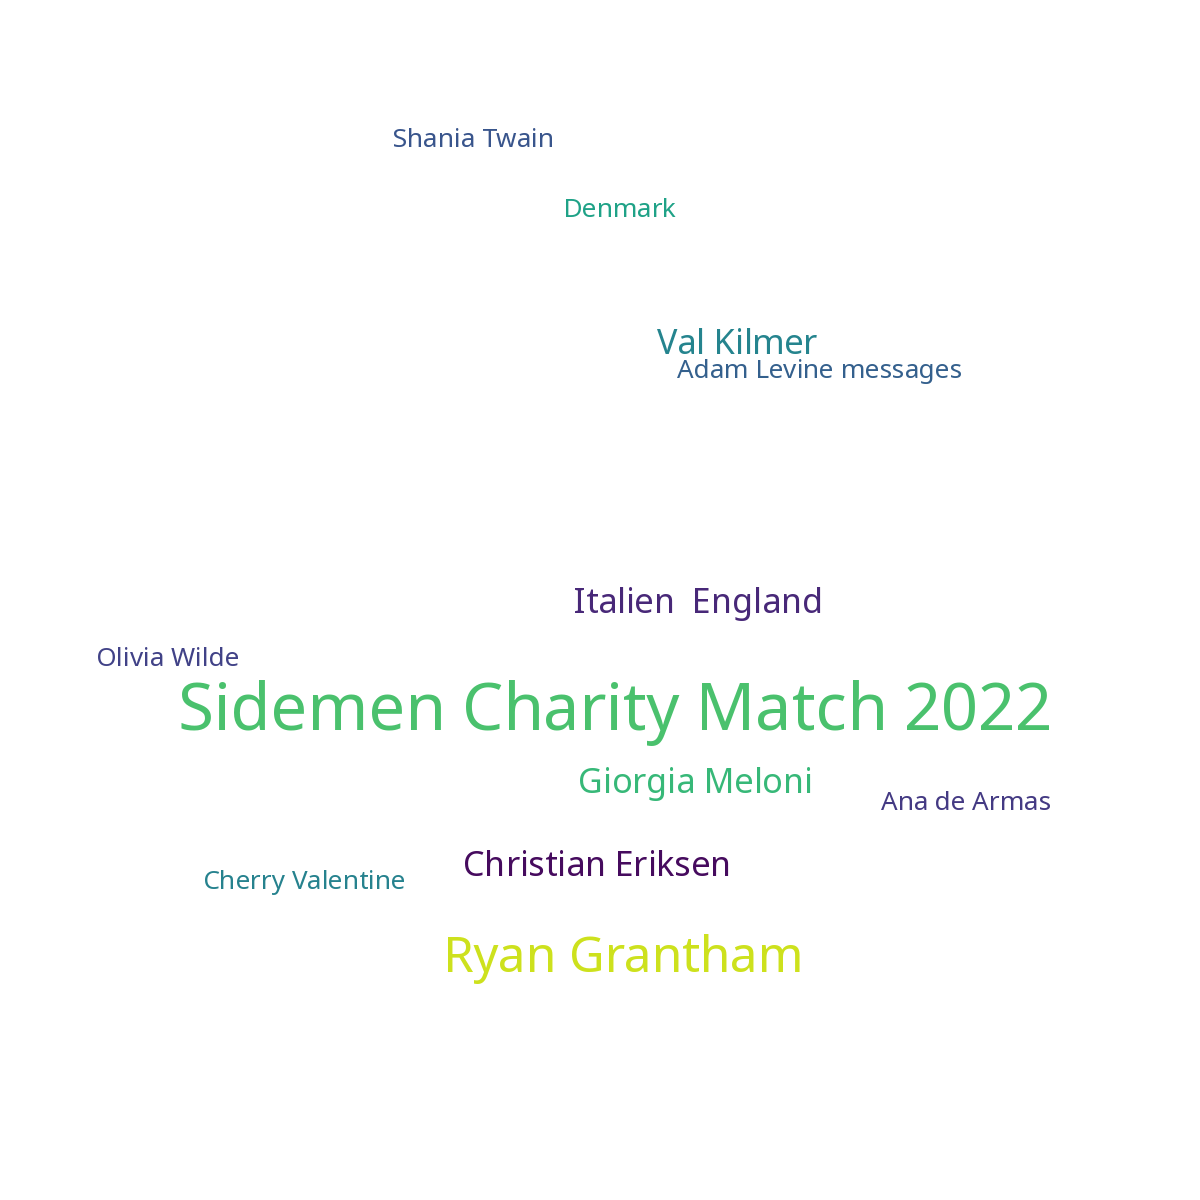 Shania Twain
Denmark
Val Kilmer
Adam Levine messages
Italien England
Olivia Wilde
Sidemen Charity Match 2022
Giorgia Meloni
Ana de Armas
Christian Eriksen
Cherry Valentine
Ryan Grantham